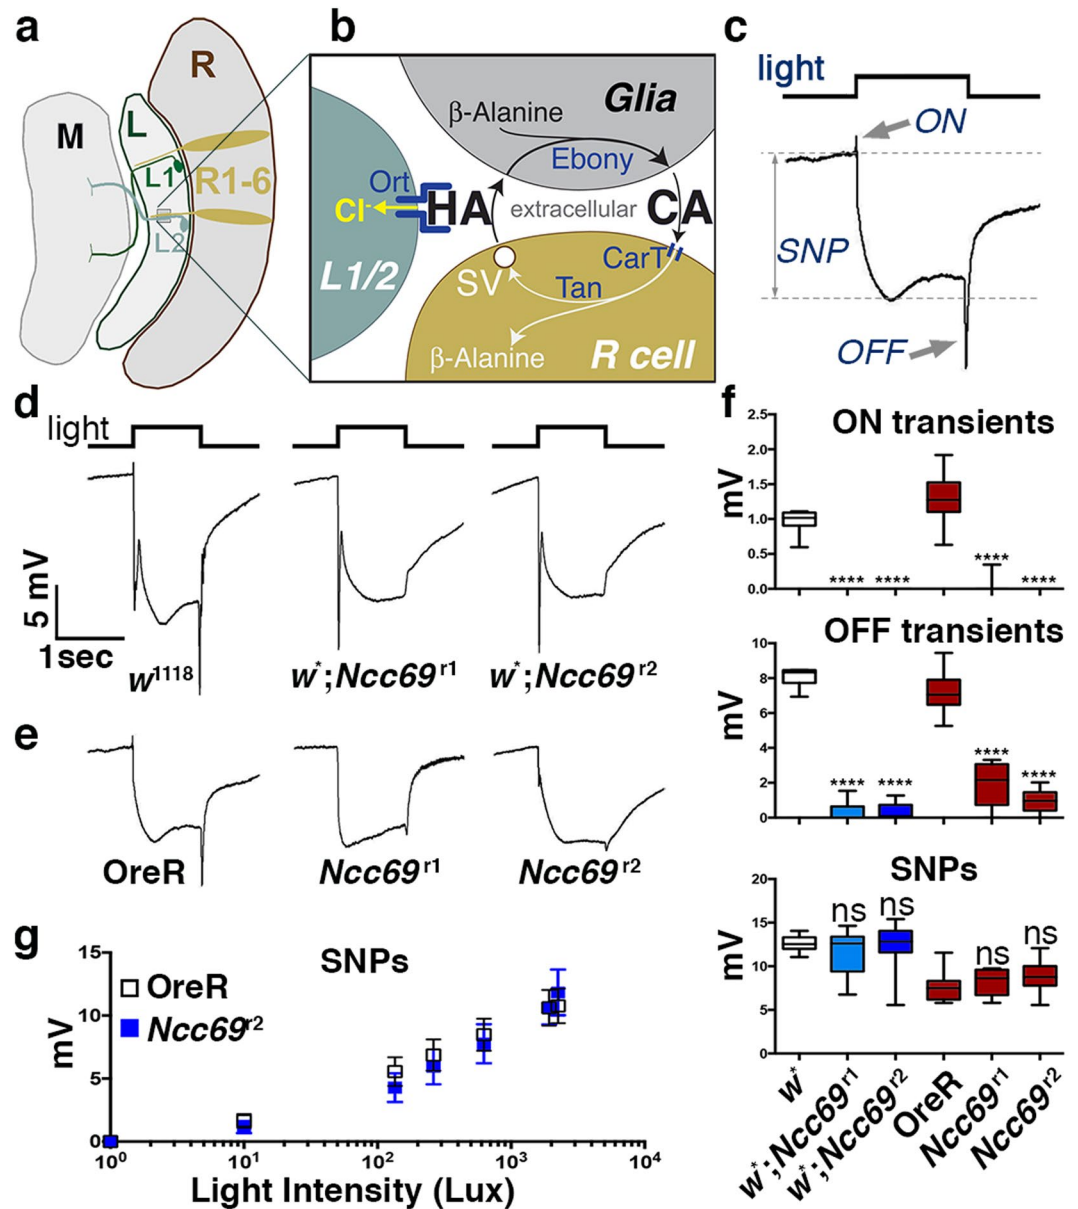 a
R
L
M
L1
R1-6
L2
b
Glia
β-Alanine
Ebony
Ort
Cl-
HA
extracellular
CA
CarT
SV
Tan
L1/2
β-Alanine
R cell
c
light
ON
SNP
OFF
d
light
5 mV
1sec
w1118
w*;Ncc69r1
w*;Ncc69r2
e
OreR
Ncc69r1
Ncc69r2
f
ON transients
2.5
2.0
1.5
1.0
0.5
0.0
mV
**** ****
****
****
OFF transients
10
8
6
4
2
0
mV
**** ****
****
****
SNPs
20
15
10
5
0
mV
ns
ns
ns
ns
w*
w*;Ncc69r1
w*;Ncc69r2
OreR
Ncc69r1
Ncc69r2
g
SNPs
OreR
Ncc69r2
15
10
5
0
mV
10⁰ 10¹ 10² 10³ 10⁴
Light Intensity (Lux)